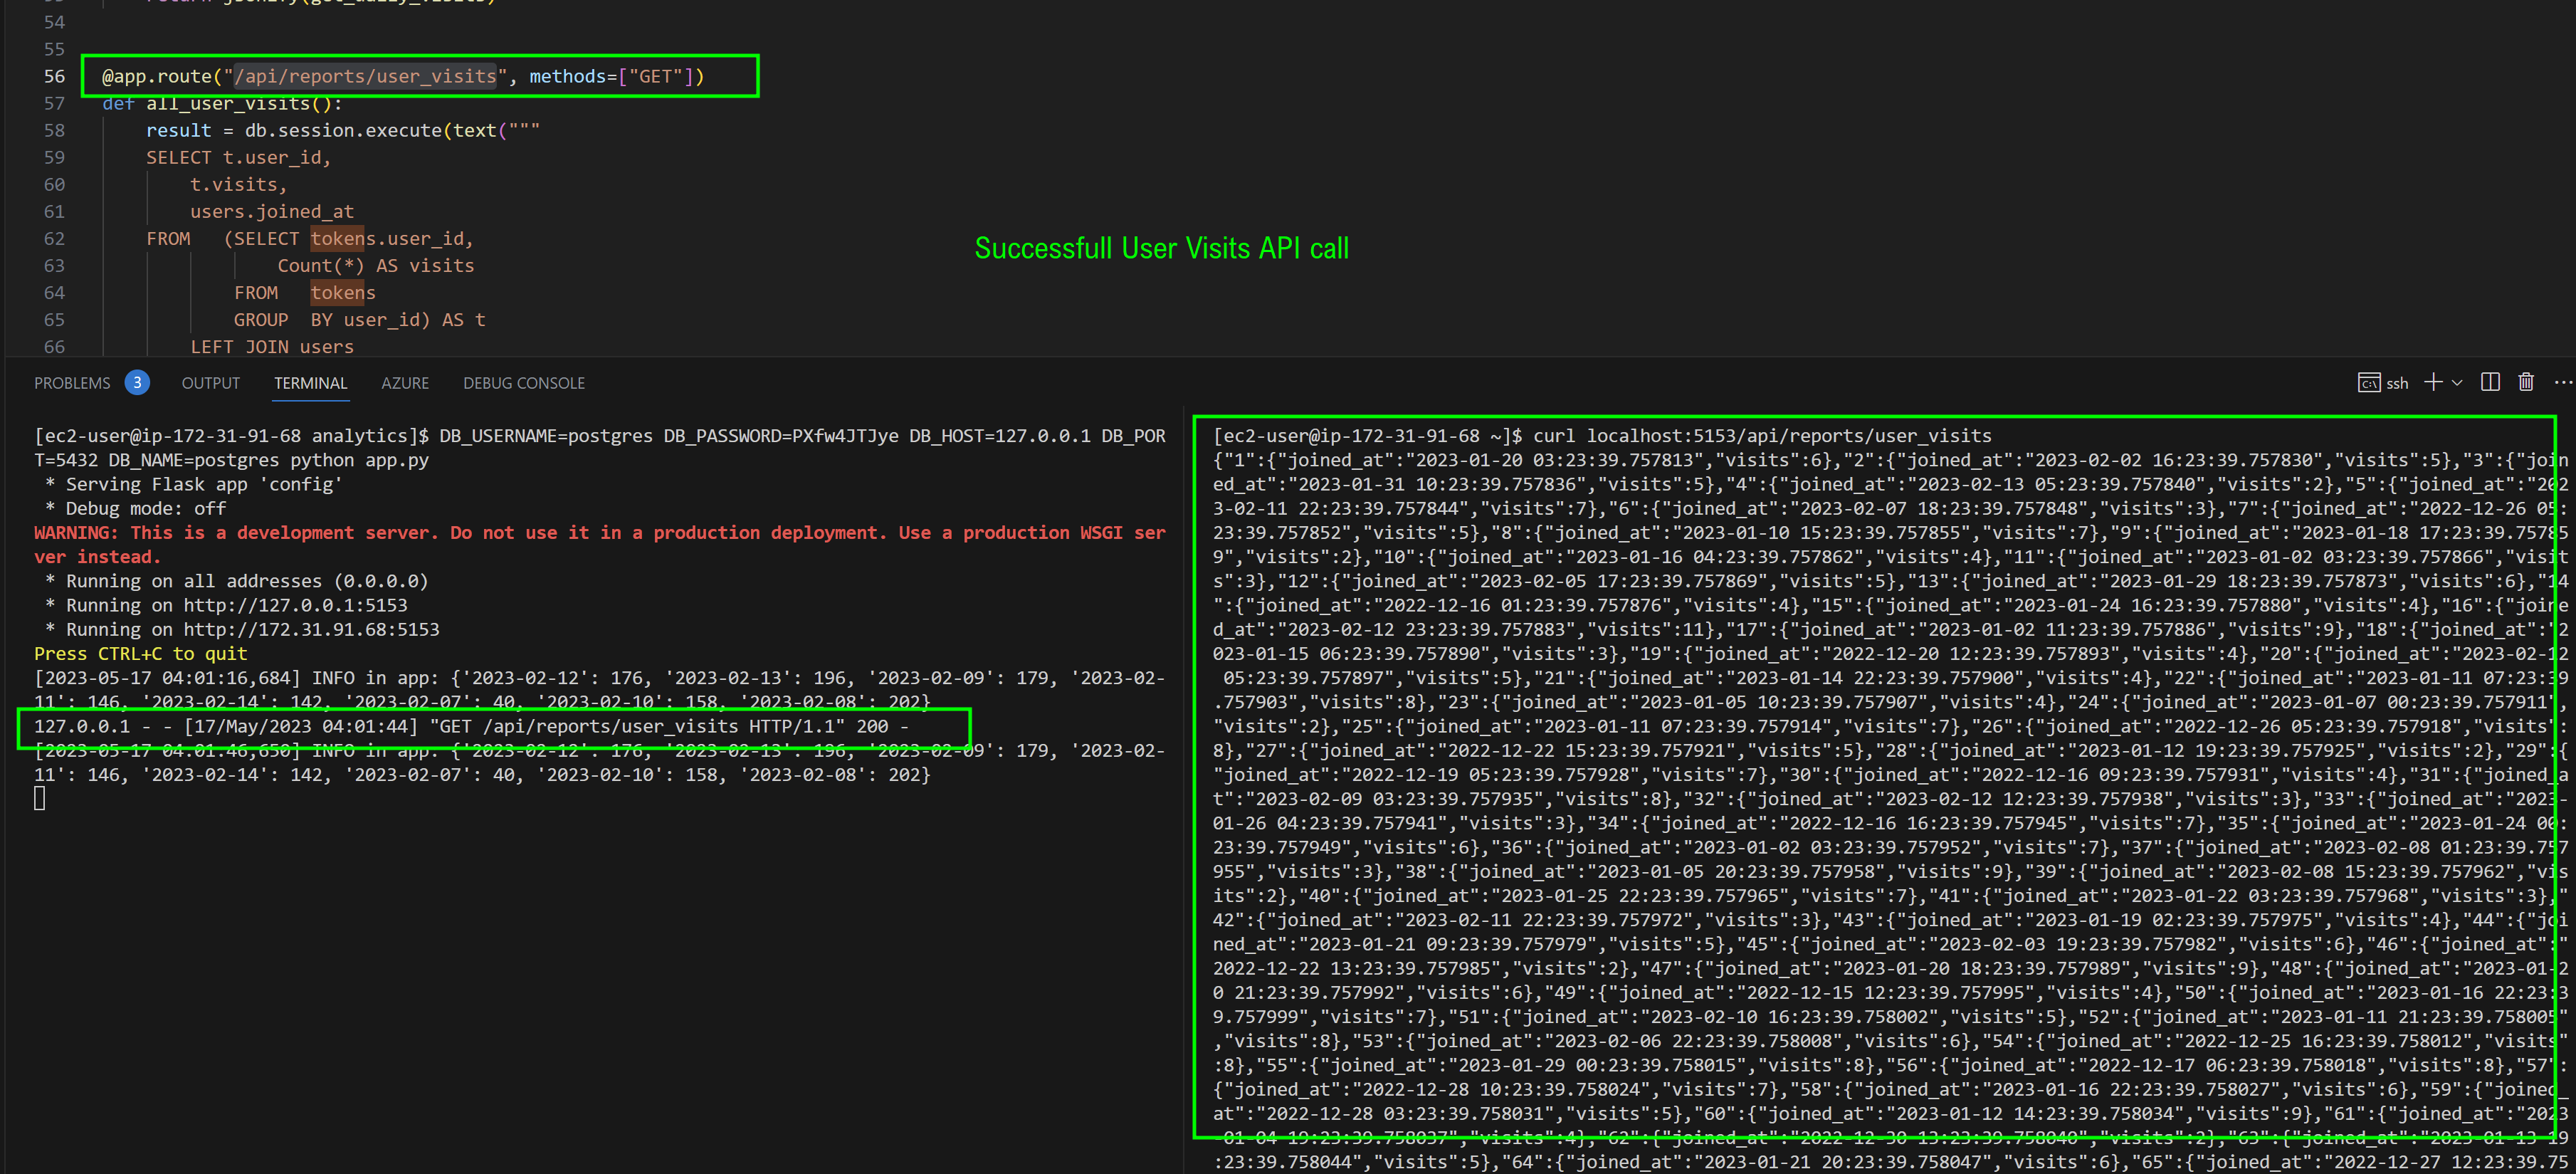 54
55
56 @app.route("/api/reports/user_visits", methods=["GET"])
57 def all_user_visits():
58 result = db.session.execute(text("""
59 SELECT t.user_id,
60 t.visits,
61 users.joined_at
62 FROM (SELECT tokens.user_id,
63 Count(*) AS visits
64 FROM tokens
65 GROUP BY user_id) AS t
66 LEFT JOIN users
Successfull User Visits API call
PROBLEMS 3 OUTPUT TERMINAL AZURE DEBUG CONSOLE
ssh
[ec2-user@ip-172-31-91-68 analytics]$ DB_USERNAME=postgres DB_PASSWORD=PXfw4JTJye DB_HOST=127.0.0.1 DB_POR
T=5432 DB_NAME=postgres python app.py
* Serving Flask app 'config'
* Debug mode: off
WARNING: This is a development server. Do not use it in a production deployment. Use a production WSGI ser
ver instead.
* Running on all addresses (0.0.0.0)
* Running on http://127.0.0.1:5153
* Running on http://172.31.91.68:5153
Press CTRL+C to quit
[2023-05-17 04:01:16,684] INFO in app: {'2023-02-12': 176, '2023-02-13': 196, '2023-02-09': 179, '2023-02-
11': 146, '2023-02-14': 142, '2023-02-07': 40, '2023-02-10': 158, '2023-02-08': 202}
127.0.0.1 - - [17/May/2023 04:01:44] "GET /api/reports/user_visits HTTP/1.1" 200 -
[2023-05-17 04:01:46,650] INFO in app: {'2023-02-12': 176, '2023-02-13': 196, '2023-02-09': 179, '2023-02-
11': 146, '2023-02-14': 142, '2023-02-07': 40, '2023-02-10': 158, '2023-02-08': 202}
[ec2-user@ip-172-31-91-68 ~]$ curl localhost:5153/api/reports/user_visits
{"1":{"joined_at":"2023-01-20 03:23:39.757813","visits":6},"2":{"joined_at":"2023-02-02 16:23:39.757830","visits":5},"3":{"join
ed_at":"2023-01-31 10:23:39.757836","visits":5},"4":{"joined_at":"2023-02-13 05:23:39.757840","visits":2},"5":{"joined_at":"202
3-02-11 22:23:39.757844","visits":7},"6":{"joined_at":"2023-02-07 18:23:39.757848","visits":3},"7":{"joined_at":"2022-12-26 05:
23:39.757852","visits":5},"8":{"joined_at":"2023-01-10 15:23:39.757855","visits":7},"9":{"joined_at":"2023-01-18 17:23:39.75785
9","visits":2},"10":{"joined_at":"2023-01-16 04:23:39.757862","visits":4},"11":{"joined_at":"2023-01-02 03:23:39.757866","visit
s":3},"12":{"joined_at":"2023-02-05 17:23:39.757869","visits":5},"13":{"joined_at":"2023-01-29 18:23:39.757873","visits":6},"14
":{"joined_at":"2022-12-16 01:23:39.757876","visits":4},"15":{"joined_at":"2023-01-24 16:23:39.757880","visits":4},"16":{"joine
d_at":"2023-02-12 23:23:39.757883","visits":11},"17":{"joined_at":"2023-01-02 11:23:39.757886","visits":9},"18":{"joined_at":"2
023-01-15 06:23:39.757890","visits":3},"19":{"joined_at":"2022-12-20 12:23:39.757893","visits":4},"20":{"joined_at":"2023-02-12
05:23:39.757897","visits":5},"21":{"joined_at":"2023-01-14 22:23:39.757900","visits":4},"22":{"joined_at":"2023-01-11 07:23:39
.757903","visits":8},"23":{"joined_at":"2023-01-05 10:23:39.757907","visits":4},"24":{"joined_at":"2023-01-07 00:23:39.757911",
"visits":2},"25":{"joined_at":"2023-01-11 07:23:39.757914","visits":7},"26":{"joined_at":"2022-12-26 05:23:39.757918","visits":
8},"27":{"joined_at":"2022-12-22 15:23:39.757921","visits":5},"28":{"joined_at":"2023-01-12 19:23:39.757925","visits":2},"29":{
"joined_at":"2022-12-19 05:23:39.757928","visits":7},"30":{"joined_at":"2022-12-16 09:23:39.757931","visits":4},"31":{"joined_a
t":"2023-02-09 03:23:39.757935","visits":8},"32":{"joined_at":"2023-02-12 12:23:39.757938","visits":3},"33":{"joined_at":"2023-
01-26 04:23:39.757941","visits":3},"34":{"joined_at":"2022-12-16 16:23:39.757945","visits":7},"35":{"joined_at":"2023-01-24 00:
23:39.757949","visits":6},"36":{"joined_at":"2023-01-02 03:23:39.757952","visits":7},"37":{"joined_at":"2023-02-08 01:23:39.757
955","visits":3},"38":{"joined_at":"2023-01-05 20:23:39.757958","visits":9},"39":{"joined_at":"2023-02-08 15:23:39.757962","vis
its":2},"40":{"joined_at":"2023-01-25 22:23:39.757965","visits":7},"41":{"joined_at":"2023-01-22 03:23:39.757968","visits":3},"
42":{"joined_at":"2023-02-11 22:23:39.757972","visits":3},"43":{"joined_at":"2023-01-19 02:23:39.757975","visits":4},"44":{"joi
ned_at":"2023-01-21 09:23:39.757979","visits":5},"45":{"joined_at":"2023-02-03 19:23:39.757982","visits":6},"46":{"joined_at":"
2022-12-22 13:23:39.757985","visits":2},"47":{"joined_at":"2023-01-20 18:23:39.757989","visits":9},"48":{"joined_at":"2023-01-2
0 21:23:39.757992","visits":6},"49":{"joined_at":"2022-12-15 12:23:39.757995","visits":4},"50":{"joined_at":"2023-01-16 22:23:3
9.757999","visits":7},"51":{"joined_at":"2023-02-10 16:23:39.758002","visits":5},"52":{"joined_at":"2023-01-11 21:23:39.758005"
,"visits":8},"53":{"joined_at":"2023-02-06 22:23:39.758008","visits":6},"54":{"joined_at":"2022-12-25 16:23:39.758012","visits"
:8},"55":{"joined_at":"2023-01-29 00:23:39.758015","visits":8},"56":{"joined_at":"2022-12-17 06:23:39.758018","visits":8},"57":
{"joined_at":"2022-12-28 10:23:39.758024","visits":7},"58":{"joined_at":"2023-01-16 22:23:39.758027","visits":6},"59":{"joined_
at":"2022-12-28 03:23:39.758031","visits":5},"60":{"joined_at":"2023-01-12 14:23:39.758034","visits":9},"61":{"joined_at":"2023
-01-04 19:23:39.758037","visits":4},"62":{"joined_at":"2022-12-30 13:23:39.758040","visits":2},"63":{"joined_at":"2023-01-13 19
:23:39.758044","visits":5},"64":{"joined_at":"2023-01-21 20:23:39.758047","visits":6},"65":{"joined_at":"2022-12-27 12:23:39.75